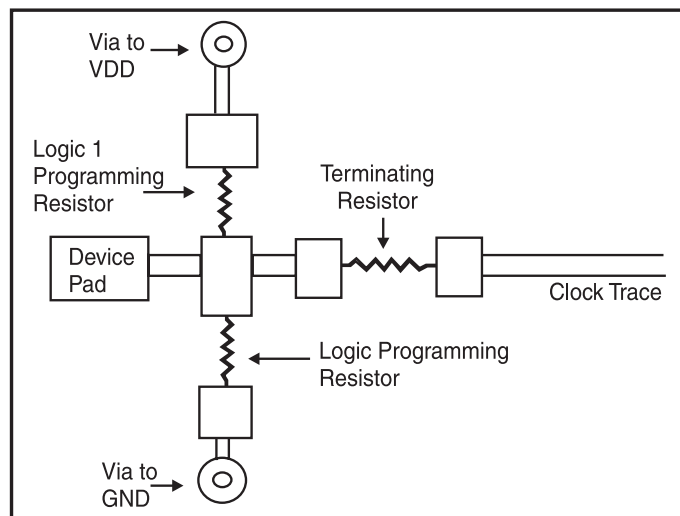 Via to
VDD
Logic 1
Programming
Resistor
Terminating
Resistor
Device
Pad
Clock Trace
Logic Programming
Resistor
Via to
GND